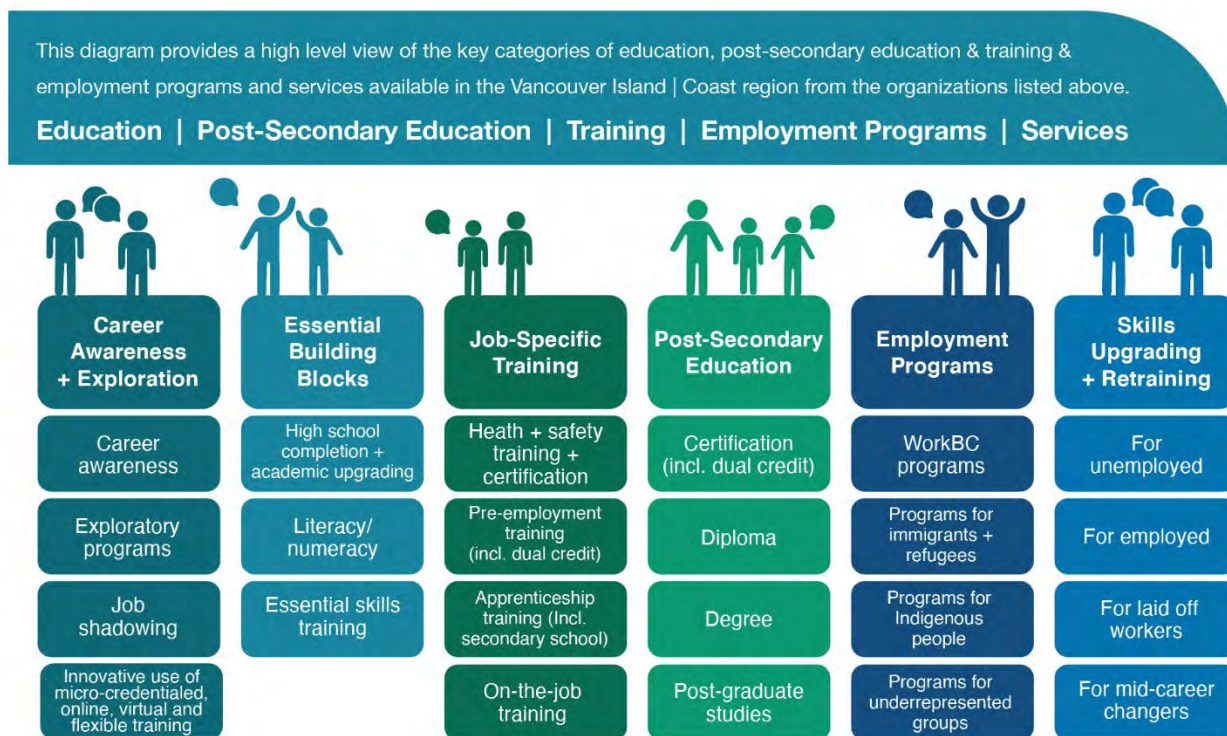 This diagram provides a high level view of the key categories of education, post-secondary education & training &
employment programs and services available in the Vancouver Island | Coast region from the organizations listed above.
Education | Post-Secondary Education | Training | Employment Programs | Services
Career
Awareness
+ Exploration
Career
awareness
Exploratory
programs
Job
shadowing
Innovative use of
micro-credentialed,
online, virtual and
flexible training
Essential
Building
Blocks
High school
completion +
academic upgrading
Literacy/
numeracy
Essential skills
training
Job-Specific
Training
Heath + safety
training +
certification
Pre-employment
training
(incl. dual credit)
Apprenticeship
training (Incl.
secondary school)
On-the-job
training
Post-Secondary
Education
Certification
(incl. dual credit)
Diploma
Degree
Post-graduate
studies
Employment
Programs
WorkBC
programs
Programs for
immigrants +
refugees
Programs for
Indigenous
people
Programs for
underrepresented
groups
Skills
Upgrading
+ Retraining
For
unemployed
For employed
For laid off
workers
For mid-career
changers